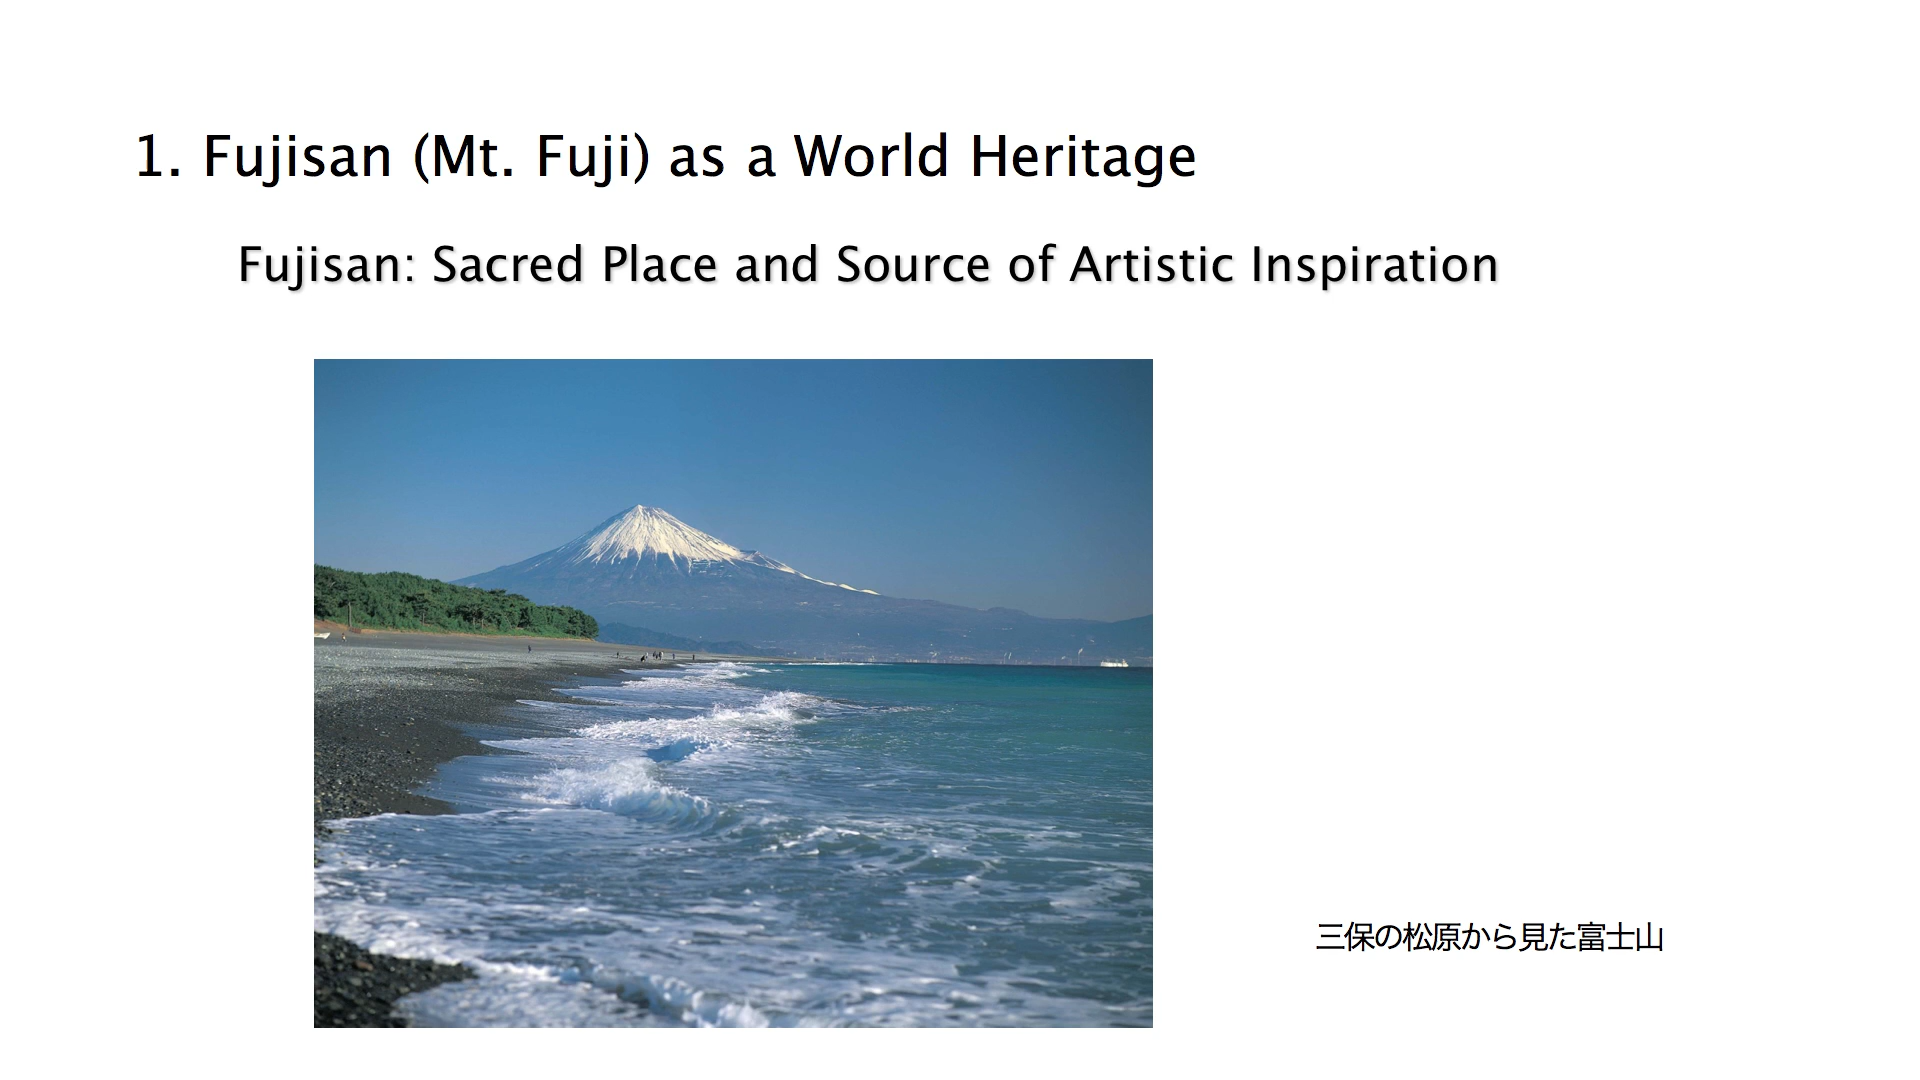 1. Fujisan (Mt. Fuji) as a World Heritage
Fujisan: Sacred Place and Source of Artistic Inspiration
三保の松原から見た富士山